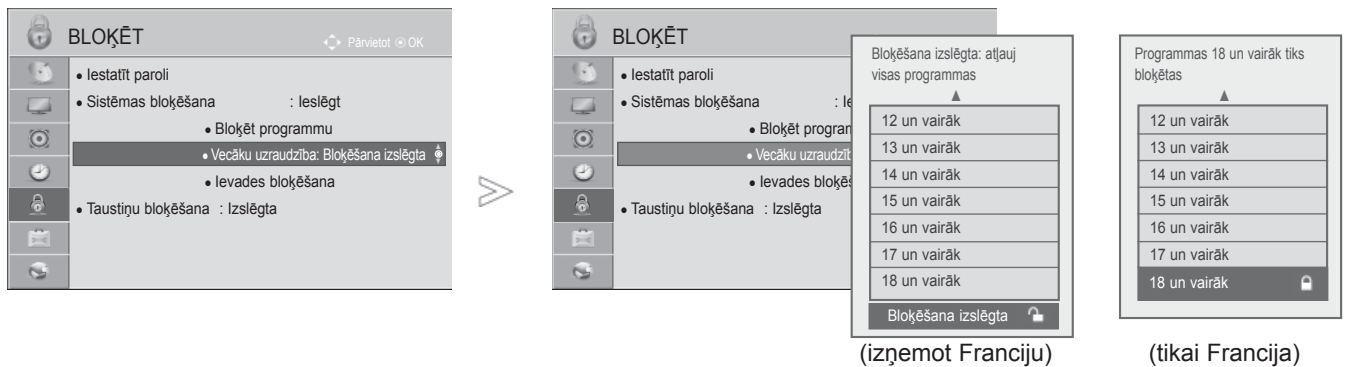 BLOĶĒT
Pārvietot OK
• Iestatīt paroli
• Sistēmas bloķēšana : Ieslēgt
• Bloķēt programmu
• Vecāku uzraudzība: Bloķēšana izslēgta
• Ievades bloķēšana
• Taustiņu bloķēšana : Izslēgta
BLOĶĒT
• Iestatīt paroli
• Sistēmas bloķēšana : Ie
• Bloķēt progran
• Vecāku uzraudzīb
• Ievades bloķēš
• Taustiņu bloķēšana : Izslēgta
Bloķēšana izslēgta: atļauj
visas programmas
12 un vairāk
13 un vairāk
14 un vairāk
15 un vairāk
16 un vairāk
17 un vairāk
18 un vairāk
Bloķēšana izslēgta
(izņemot Franciju)
Programmas 18 un vairāk tiks
bloķētas
12 un vairāk
13 un vairāk
14 un vairāk
15 un vairāk
16 un vairāk
17 un vairāk
18 un vairāk
(tikai Francija)